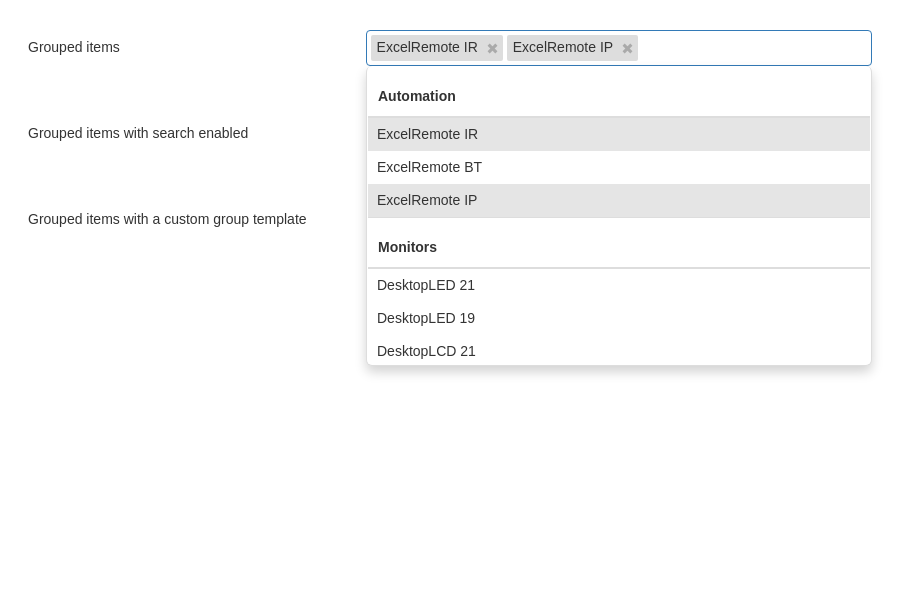 Grouped items
ExcelRemote IR ExcelRemote IP
Automation
ExcelRemote IR
Grouped items with search enabled
ExcelRemote BT
ExcelRemote IP
Grouped items with a custom group template
Monitors
DesktopLED 21
DesktopLED 19
DesktopLCD 21